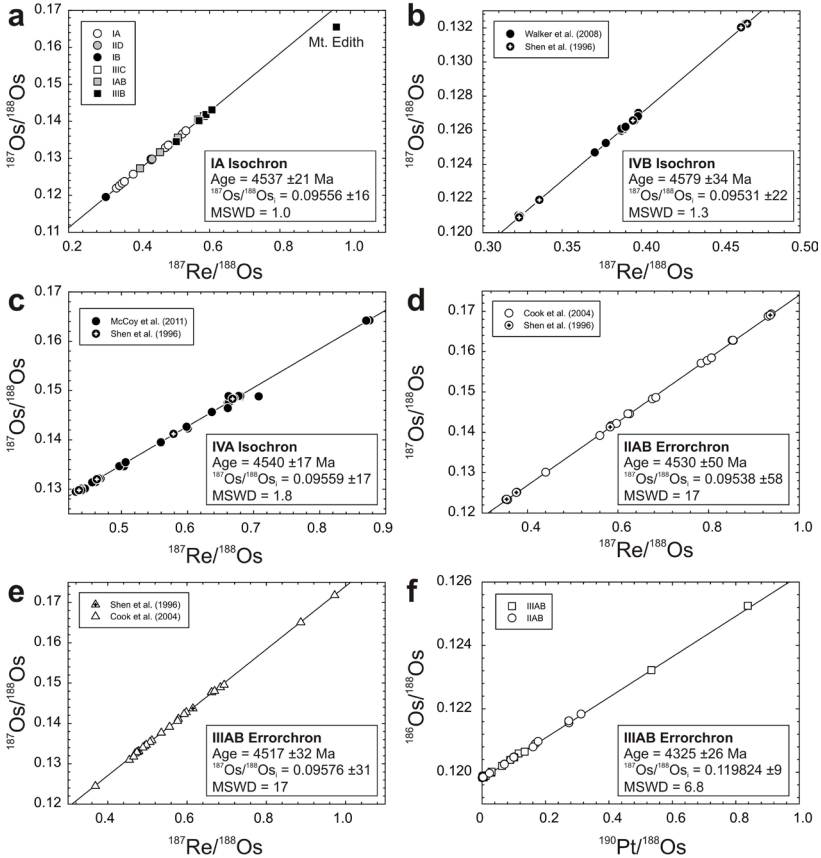 a
0.17
0.16
0.15
0.14
0.13
0.12
0.11
187Os/188Os
IA
IID
IB
IIIC
IAB
IIIB
Mt. Edith
IA Isochron
Age = 4537 ±21 Ma
187Os/188Osi = 0.09556 ±16
MSWD = 1.0
0.2 0.4 0.6 0.8 1.0
187Re/188Os
b
0.132
0.130
0.128
0.126
0.124
0.122
0.120
187Os/188Os
Walker et al. (2008)
Shen et al. (1996)
IVB Isochron
Age = 4579 ±34 Ma
187Os/188Osi = 0.09531 ±22
MSWD = 1.3
0.30 0.35 0.40 0.45 0.50
187Re/188Os
c
0.17
0.16
0.15
0.14
0.13
187Os/188Os
McCoy et al. (2011)
Shen et al. (1996)
IVA Isochron
Age = 4540 ±17 Ma
187Os/188Osi = 0.09559 ±17
MSWD = 1.8
0.5 0.6 0.7 0.8 0.9
187Re/188Os
d
0.17
0.16
0.15
0.14
0.13
0.12
187Os/188Os
Cook et al. (2004)
Shen et al. (1996)
IIAB Errorchron
Age = 4530 ±50 Ma
187Os/188Osi = 0.09538 ±58
MSWD = 17
0.4 0.6 0.8 1.0
187Re/188Os
e
0.17
0.16
0.15
0.14
0.13
0.12
187Os/188Os
Shen et al. (1996)
Cook et al. (2004)
IIIAB Errorchron
Age = 4517 ±32 Ma
187Os/188Osi = 0.09576 ±31
MSWD = 17
0.4 0.6 0.8 1.0
187Re/188Os
f
0.126
0.124
0.122
0.120
186Os/188Os
IIIAB
IIAB
IIIAB Errorchron
Age = 4325 ±26 Ma
187Os/188Osi = 0.119824 ±9
MSWD = 6.8
0 0.2 0.4 0.6 0.8 1.0
190Pt/188Os